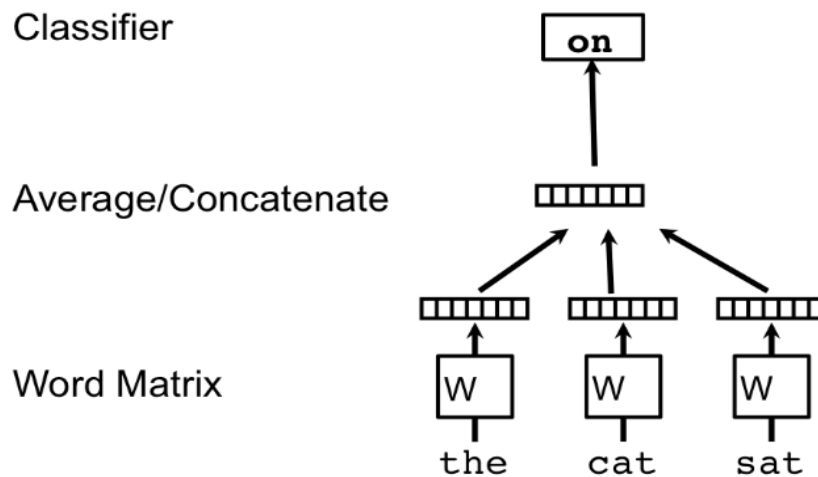 Classifier
on
Average/Concatenate
Word Matrix
W W W
the cat sat